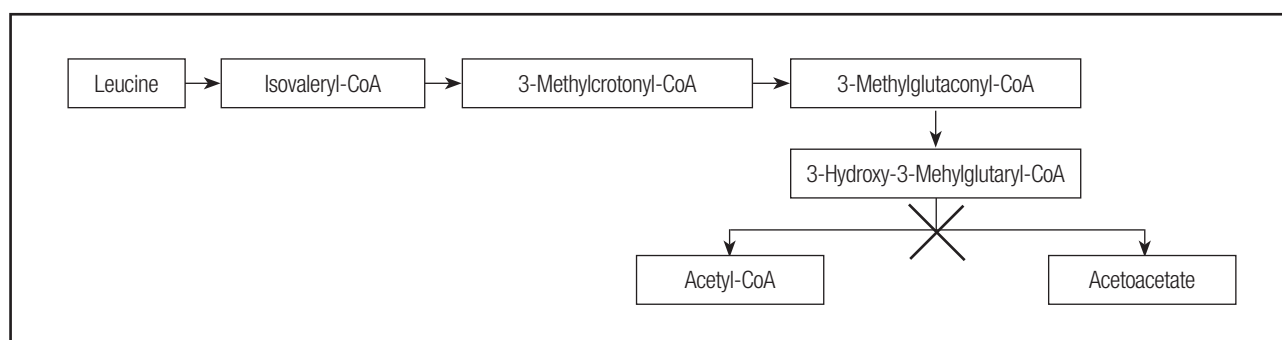 Leucine
Isovaleryl-CoA
3-Methylcrotonyl-CoA
3-Methylglutaconyl-CoA
3-Hydroxy-3-Mehylglutaryl-CoA
Acetyl-CoA
Acetoacetate